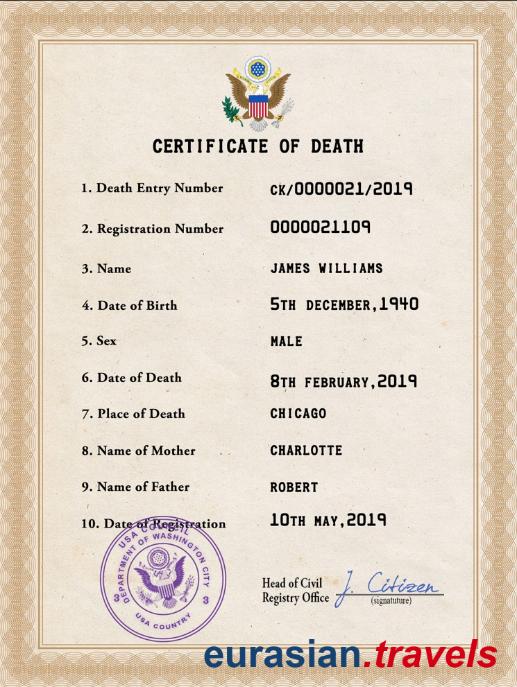 CERTIFICATE OF DEATH
1. Death Entry Number CK/0000021/2019
2. Registration Number 0000021109
3. Name JAMES WILLIAMS
4. Date of Birth 5TH DECEMBER,1940
5. Sex MALE
6. Date of Death 8TH FEBRUARY,2019
7. Place of Death CHICAGO
8. Name of Mother CHARLOTTE
9. Name of Father ROBERT
10. Date of Registration 10TH MAY,2019
USA COUNCIL
DEPARTMENT OF WASHINGTON CITY
3 3
USA COUNTRY
Head of Civil
Registry Office J. Citizen
(signatuture)
eurasian.travels